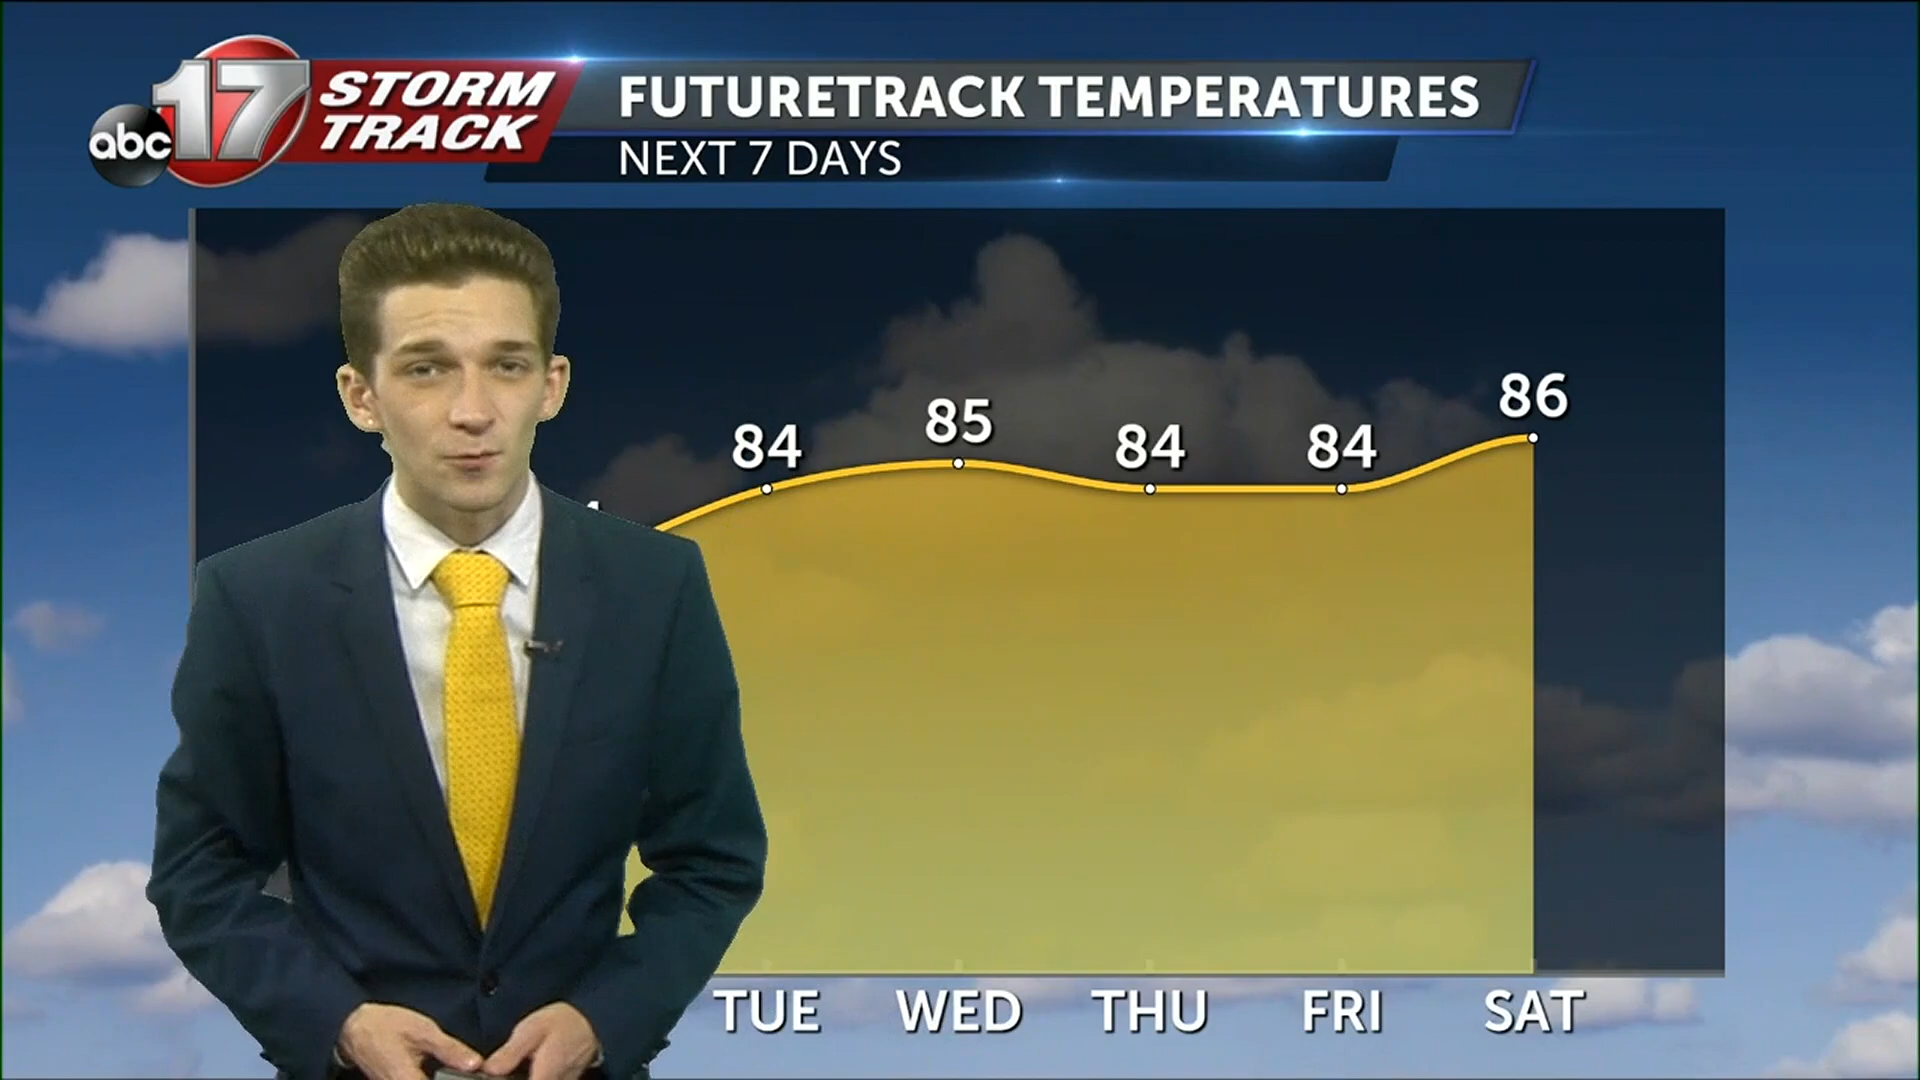 abc 17 STORM TRACK
FUTURETRACK TEMPERATURES
NEXT 7 DAYS
84 85 84 84 86
TUE WED THU FRI SAT